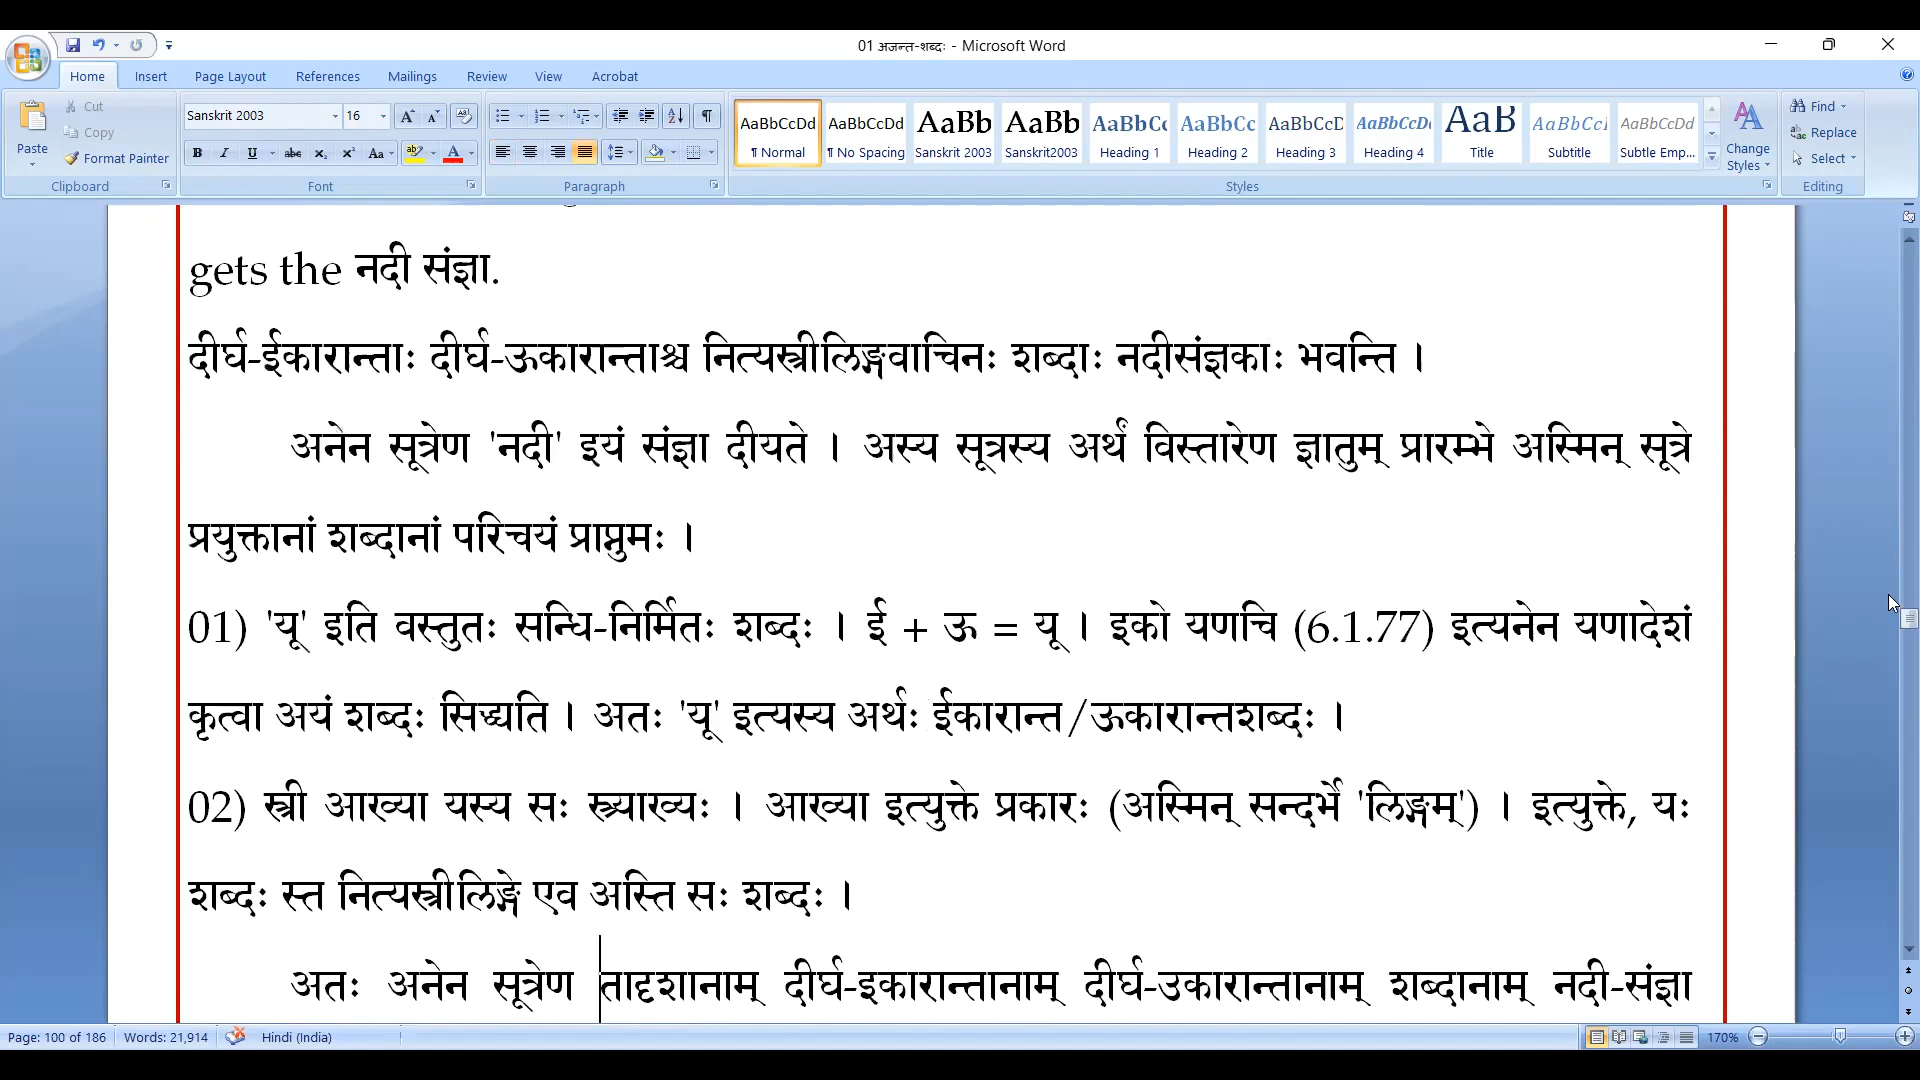 01 अजन्त-शब्दः - Microsoft Word
Home Insert Page Layout References Mailings Review View Acrobat
Paste
Cut
Copy
Format Painter
Clipboard
Sanskrit 2003 16
Font
Paragraph
AaBbCcDd AaBbCcDd AaBb AaBb AaBbCc AaBbCc AaBbCcD AaBbCcD AaB AaBbCc AaBbCcDd
¶ Normal ¶ No Spacing Sanskrit 2003 Sanskrit2003 Heading 1 Heading 2 Heading 3 Heading 4 Title Subtitle Subtle Emp...
Change Styles
Styles
Find
Replace
Select
Editing
gets the नदी संज्ञा.
दीर्घ-ईकारान्ताः दीर्घ-ऊकारान्ताश्च नित्यस्त्रीलिङ्गवाचिनः शब्दाः नदीसंज्ञकाः भवन्ति ।
अनेन सूत्रेण 'नदी' इयं संज्ञा दीयते । अस्य सूत्रस्य अर्थं विस्तारेण ज्ञातुम् प्रारम्भे अस्मिन् सूत्रे
प्रयुक्तानां शब्दानां परिचयं प्राप्नुमः ।
01) 'यू' इति वस्तुतः सन्धि-निर्मितः शब्दः । ई + ऊ = यू । इको यणचि (6.1.77) इत्यनेन यणादेशं
कृत्वा अयं शब्दः सिद्ध्यति । अतः 'यू' इत्यस्य अर्थः ईकारान्त/ऊकारान्तशब्दः ।
02) स्त्री आख्या यस्य सः स्त्र्याख्यः । आख्या इत्युक्ते प्रकारः (अस्मिन् सन्दर्भे 'लिङ्गम्') । इत्युक्ते, यः
शब्दः स्त नित्यस्त्रीलिङ्गे एव अस्ति सः शब्दः ।
अतः अनेन सूत्रेण तादृशानाम् दीर्घ-इकारान्तानाम् दीर्घ-उकारान्तानाम् शब्दानाम् नदी-संज्ञा
Page: 100 of 186 Words: 21,914 Hindi (India) 170%